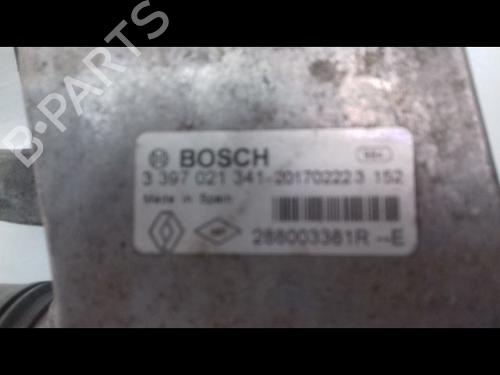 B-PARTS
BOSCH
3 397 021 341-201702223 152
Made in Spain
288003381R --E